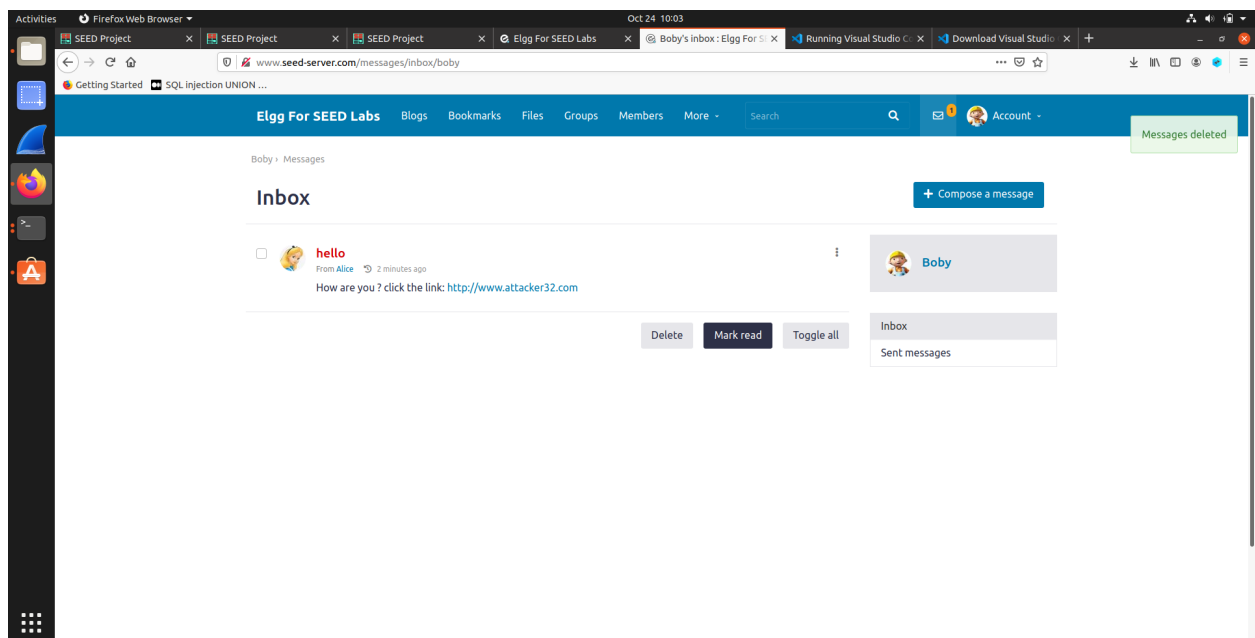 Activities Firefox Web Browser Oct 24 10:03
SEED Project SEED Project SEED Project Elgg For SEED Labs Boby's inbox : Elgg For S Running Visual Studio C Download Visual Studio
www.seed-server.com/messages/inbox/boby
Getting Started SQL injection UNION ...
Elgg For SEED Labs Blogs Bookmarks Files Groups Members More Search 1 Account
Messages deleted
Boby › Messages
Inbox
+ Compose a message
hello
From Alice 2 minutes ago
How are you ? click the link: http://www.attacker32.com
Delete Mark read Toggle all
Boby
Inbox
Sent messages